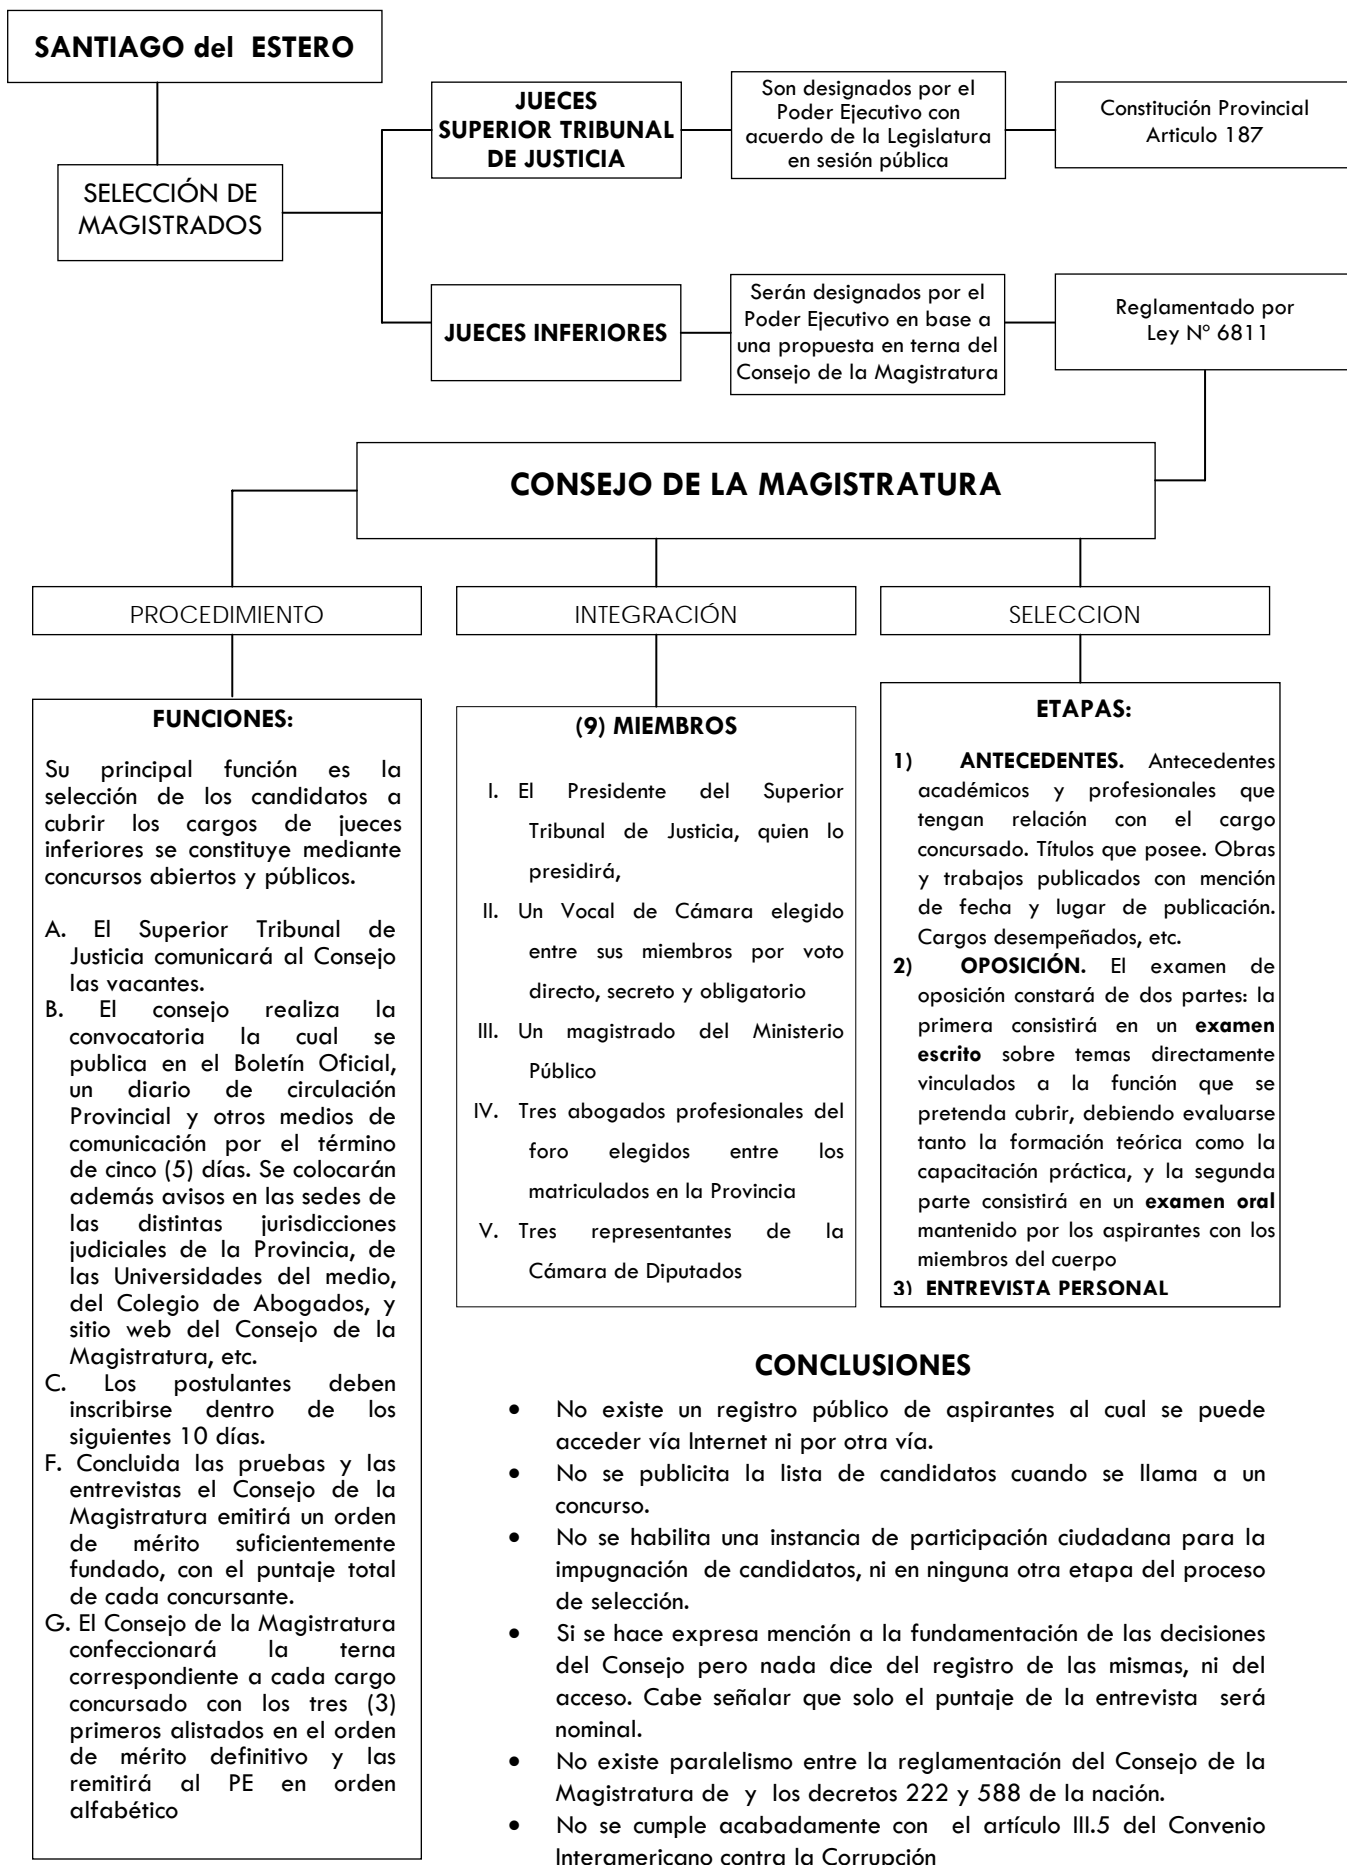 SANTIAGO del  ESTERO
SELECCIÓN DE
MAGISTRADOS
JUECES
SUPERIOR TRIBUNAL
DE JUSTICIA
Son designados por el
Poder Ejecutivo con
acuerdo de la Legislatura
en sesión pública
Constitución Provincial
Articulo 187
JUECES INFERIORES
Serán designados por el
Poder Ejecutivo en base a
una propuesta en terna del
Consejo de la Magistratura
Reglamentado por
Ley Nº 6811
CONSEJO DE LA MAGISTRATURA
PROCEDIMIENTO
FUNCIONES:
Su principal función es la
selección de los candidatos a
cubrir los cargos de jueces
inferiores se constituye mediante
concursos abiertos y públicos.
A. El Superior Tribunal de
Justicia comunicará al Consejo
las vacantes.
B. El consejo realiza la
convocatoria la cual se
publica en el Boletín Oficial,
un diario de circulación
Provincial y otros medios de
comunicación por el término
de cinco (5) días. Se colocarán
además avisos en las sedes de
las distintas jurisdicciones
judiciales de la Provincia, de
las Universidades del medio,
del Colegio de Abogados, y
sitio web del Consejo de la
Magistratura, etc.
C. Los postulantes deben
inscribirse dentro de los
siguientes 10 días.
F. Concluida las pruebas y las
entrevistas el Consejo de la
Magistratura emitirá un orden
de mérito suficientemente
fundado, con el puntaje total
de cada concursante.
G. El Consejo de la Magistratura
confeccionará la terna
correspondiente a cada cargo
concursado con los tres (3)
primeros alistados en el orden
de mérito definitivo y las
remitirá al PE en orden
alfabético
INTEGRACIÓN
(9) MIEMBROS
I. El Presidente del Superior
Tribunal de Justicia, quien lo
presidirá,
II. Un Vocal de Cámara elegido
entre sus miembros por voto
directo, secreto y obligatorio
III. Un magistrado del Ministerio
Público
IV. Tres abogados profesionales del
foro elegidos entre los
matriculados en la Provincia
V. Tres representantes de la
Cámara de Diputados
SELECCION
ETAPAS:
1) ANTECEDENTES. Antecedentes
académicos y profesionales que
tengan relación con el cargo
concursado. Títulos que posee. Obras
y trabajos publicados con mención
de fecha y lugar de publicación.
Cargos desempeñados, etc.
2) OPOSICIÓN. El examen de
oposición constará de dos partes: la
primera consistirá en un examen
escrito sobre temas directamente
vinculados a la función que se
pretenda cubrir, debiendo evaluarse
tanto la formación teórica como la
capacitación práctica, y la segunda
parte consistirá en un examen oral
mantenido por los aspirantes con los
miembros del cuerpo
3) ENTREVISTA PERSONAL
CONCLUSIONES
• No existe un registro público de aspirantes al cual se puede
acceder vía Internet ni por otra vía.
• No se publicita la lista de candidatos cuando se llama a un
concurso.
• No se habilita una instancia de participación ciudadana para la
impugnación  de candidatos, ni en ninguna otra etapa del proceso
de selección.
• Si se hace expresa mención a la fundamentación de las decisiones
del Consejo pero nada dice del registro de las mismas, ni del
acceso. Cabe señalar que solo el puntaje de la entrevista  será
nominal.
• No existe paralelismo entre la reglamentación del Consejo de la
Magistratura de  y  los decretos 222 y 588 de la nación.
• No se cumple acabadamente con  el artículo III.5 del Convenio
Interamericano contra la Corrupción